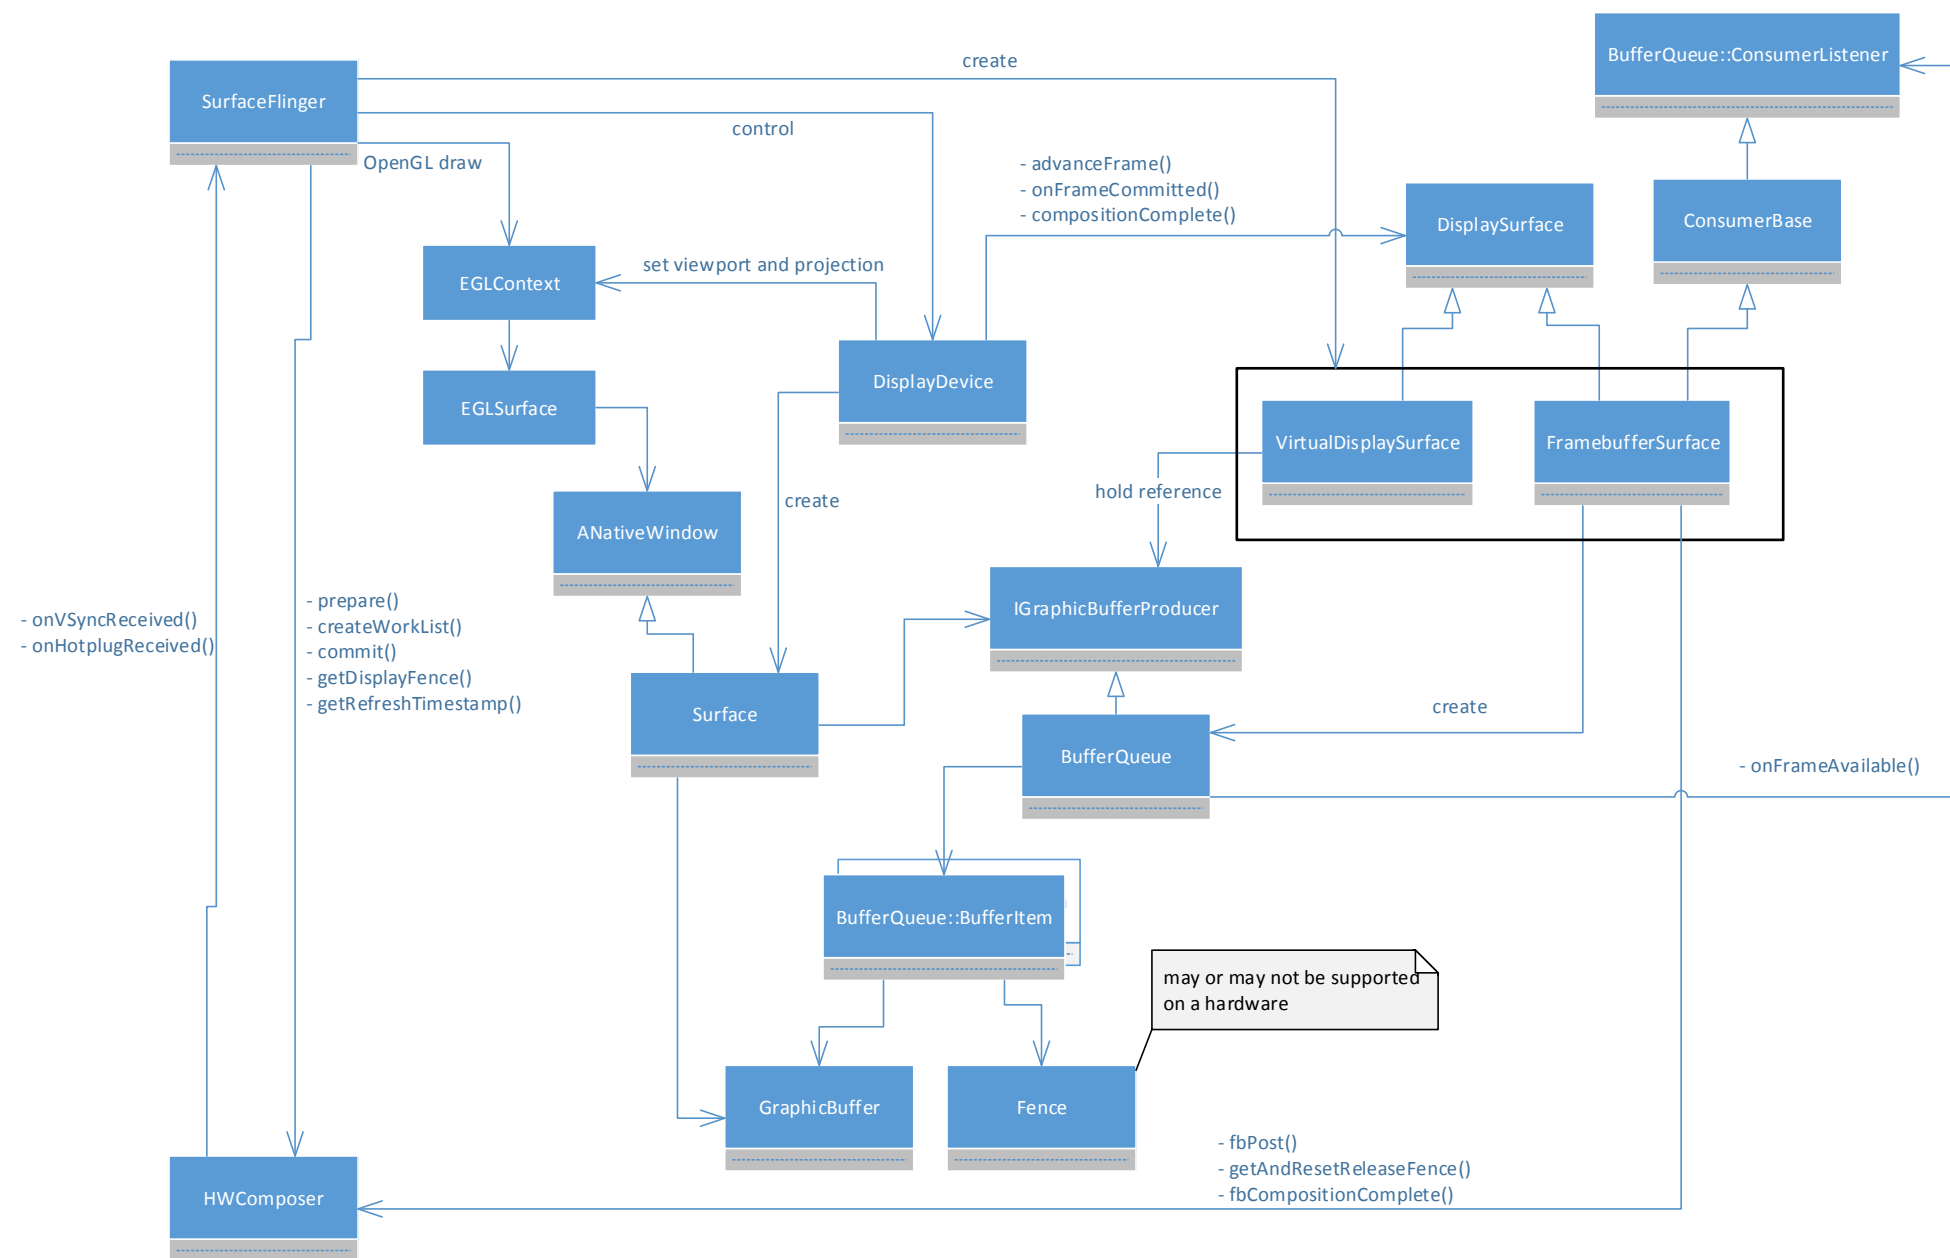 BufferQueue::ConsumerListener
create
SurfaceFlinger
control
OpenGL draw
- advanceFrame()
- onFrameCommitted()
- compositionComplete()
DisplaySurface
ConsumerBase
set viewport and projection
EGLContext
DisplayDevice
EGLSurface
VirtualDisplaySurface
FramebufferSurface
hold reference
create
ANativeWindow
- onVSyncReceived()
- onHotplugReceived()
- prepare()
- createWorkList()
- commit()
- getDisplayFence()
- getRefreshTimestamp()
IGraphicBufferProducer
Surface
create
BufferQueue
- onFrameAvailable()
BufferQueue::BufferItem
may or may not be supported
on a hardware
GraphicBuffer
Fence
- fbPost()
- getAndResetReleaseFence()
- fbCompositionComplete()
HWComposer